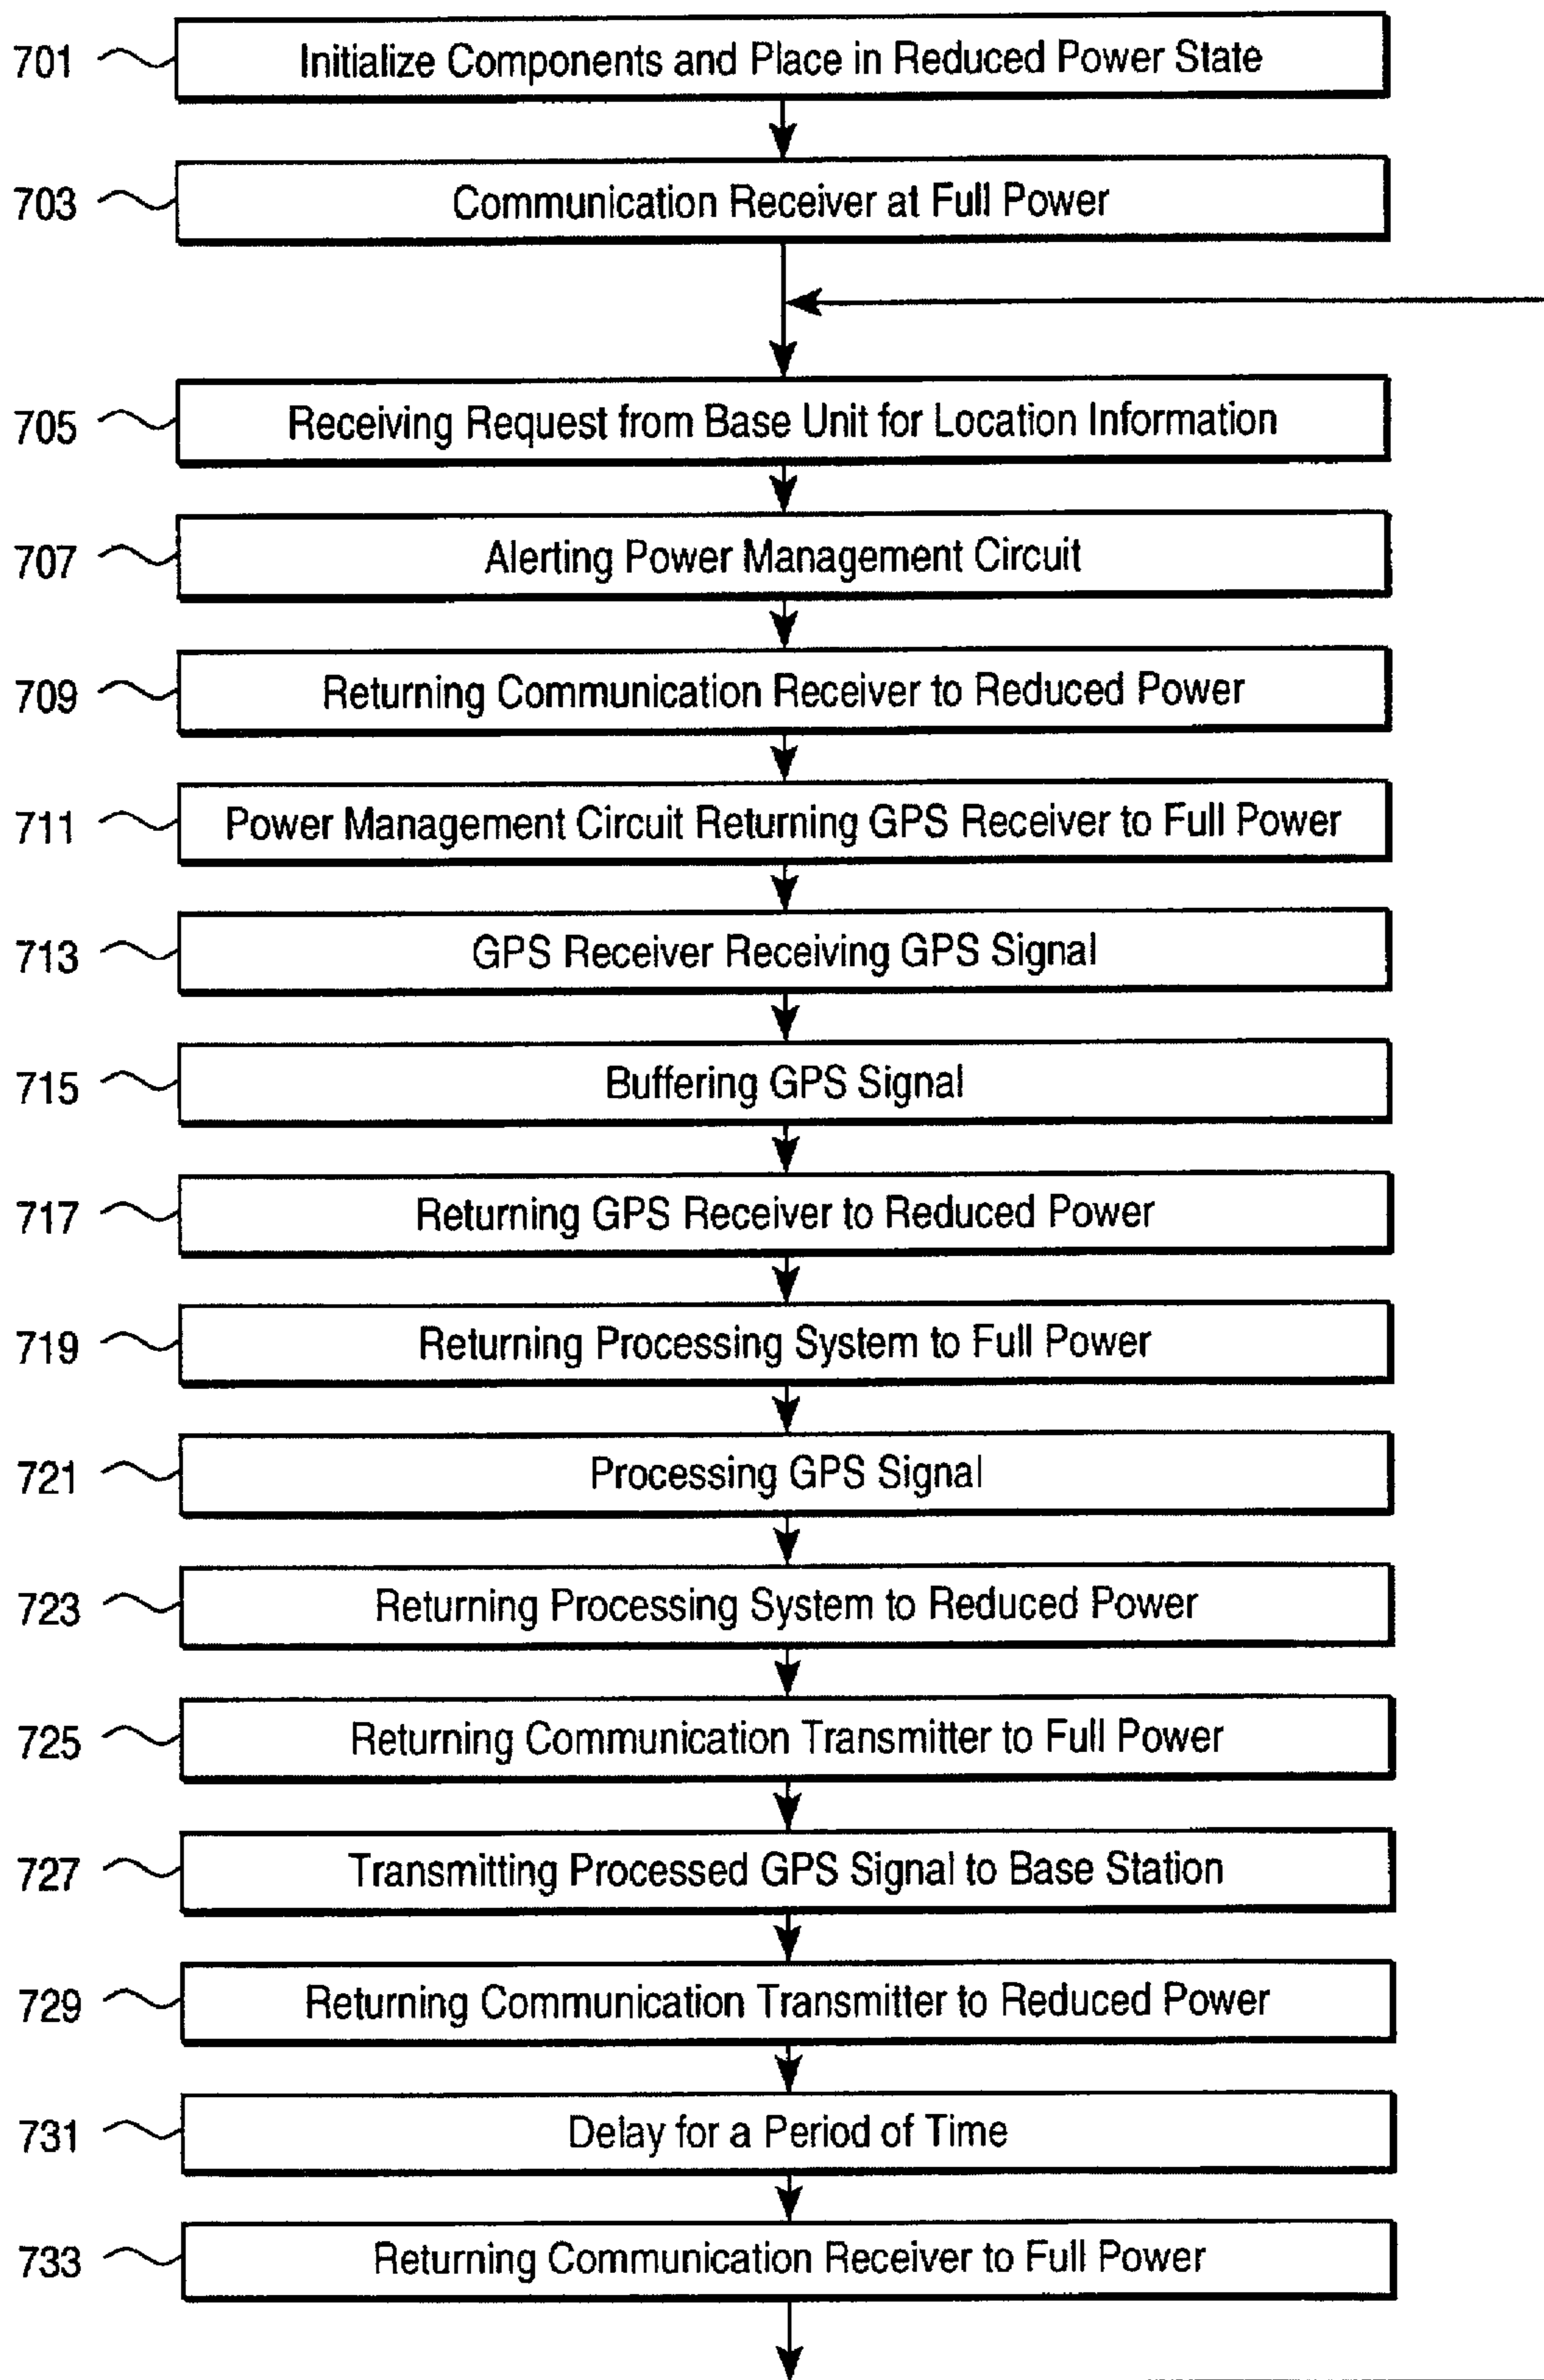 701 Initialize Components and Place in Reduced Power State
703 Communication Receiver at Full Power
705 Receiving Request from Base Unit for Location Information
707 Alerting Power Management Circuit
709 Returning Communication Receiver to Reduced Power
711 Power Management Circuit Returning GPS Receiver to Full Power
713 GPS Receiver Receiving GPS Signal
715 Buffering GPS Signal
717 Returning GPS Receiver to Reduced Power
719 Returning Processing System to Full Power
721 Processing GPS Signal
723 Returning Processing System to Reduced Power
725 Returning Communication Transmitter to Full Power
727 Transmitting Processed GPS Signal to Base Station
729 Returning Communication Transmitter to Reduced Power
731 Delay for a Period of Time
733 Returning Communication Receiver to Full Power